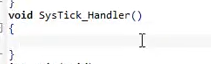 }
void SysTick_Handler()
{
}